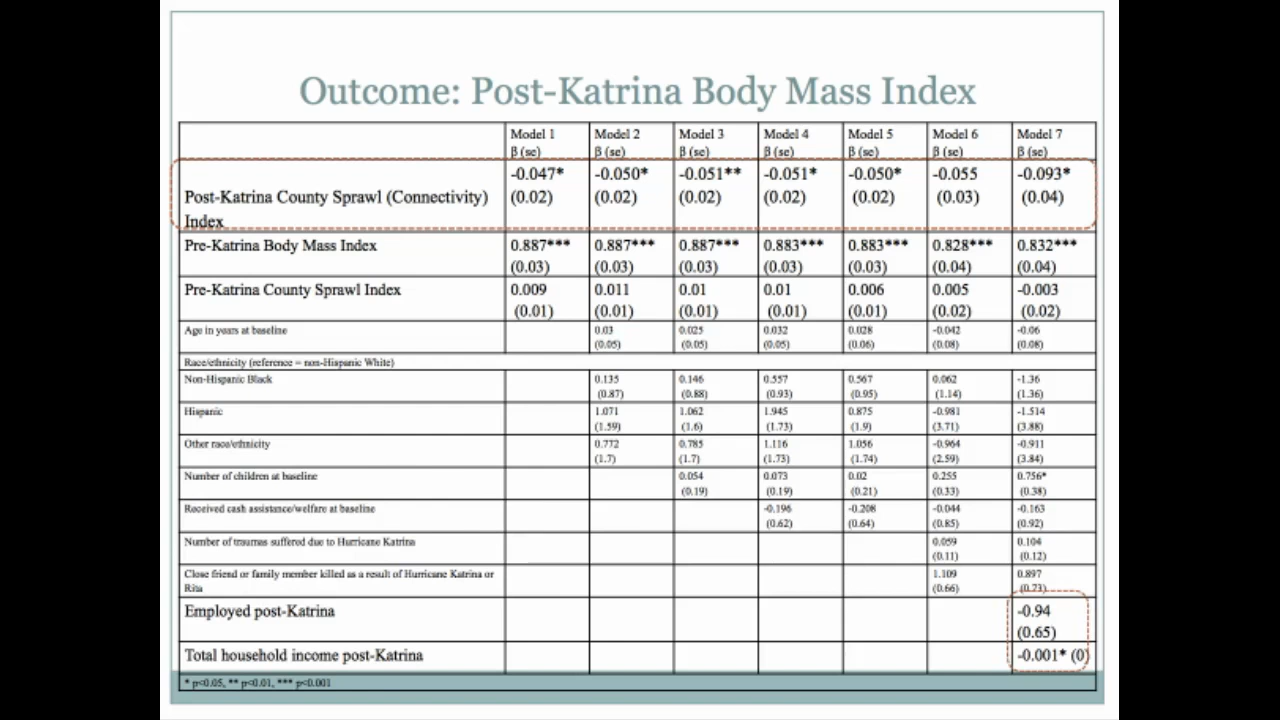 Outcome: Post-Katrina Body Mass Index
Model 1 Model 2 Model 3 Model 4 Model 5 Model 6 Model 7
β (se) β (se) β (se) β (se) β (se) β (se) β (se)
-0.047* -0.050* -0.051** -0.051* -0.050* -0.055 -0.093*
Post-Katrina County Sprawl (Connectivity) (0.02) (0.02) (0.02) (0.02) (0.02) (0.03) (0.04)
Index
Pre-Katrina Body Mass Index 0.887*** 0.887*** 0.887*** 0.883*** 0.883*** 0.828*** 0.832***
(0.03) (0.03) (0.03) (0.03) (0.03) (0.04) (0.04)
Pre-Katrina County Sprawl Index 0.009 0.011 0.01 0.01 0.006 0.005 -0.003
(0.01) (0.01) (0.01) (0.01) (0.01) (0.02) (0.02)
Age in years at baseline 0.03 0.025 0.032 0.028 -0.042 -0.06
(0.05) (0.05) (0.05) (0.06) (0.08) (0.08)
Race/ethnicity (reference = non-Hispanic White)
Non-Hispanic Black 0.135 0.146 0.557 0.567 0.062 -1.36
(0.87) (0.88) (0.93) (0.95) (1.14) (1.36)
Hispanic 1.071 1.062 1.945 0.875 -0.981 -1.514
(1.59) (1.6) (1.73) (1.9) (3.71) (3.88)
Other race/ethnicity 0.772 0.785 1.116 1.056 -0.964 -0.911
(1.7) (1.7) (1.73) (1.74) (2.59) (3.84)
Number of children at baseline 0.054 0.073 0.02 0.255 0.756*
(0.19) (0.19) (0.21) (0.33) (0.38)
Received cash assistance/welfare at baseline -0.196 -0.208 -0.044 -0.163
(0.62) (0.64) (0.85) (0.92)
Number of traumas suffered due to Hurricane Katrina 0.059 0.104
(0.11) (0.12)
Close friend or family member killed as a result of Hurricane Katrina or 1.109 0.897
Rita (0.66) (0.73)
Employed post-Katrina -0.94
(0.65)
Total household income post-Katrina -0.001* (0)
* p<0.05, ** p<0.01, *** p<0.001